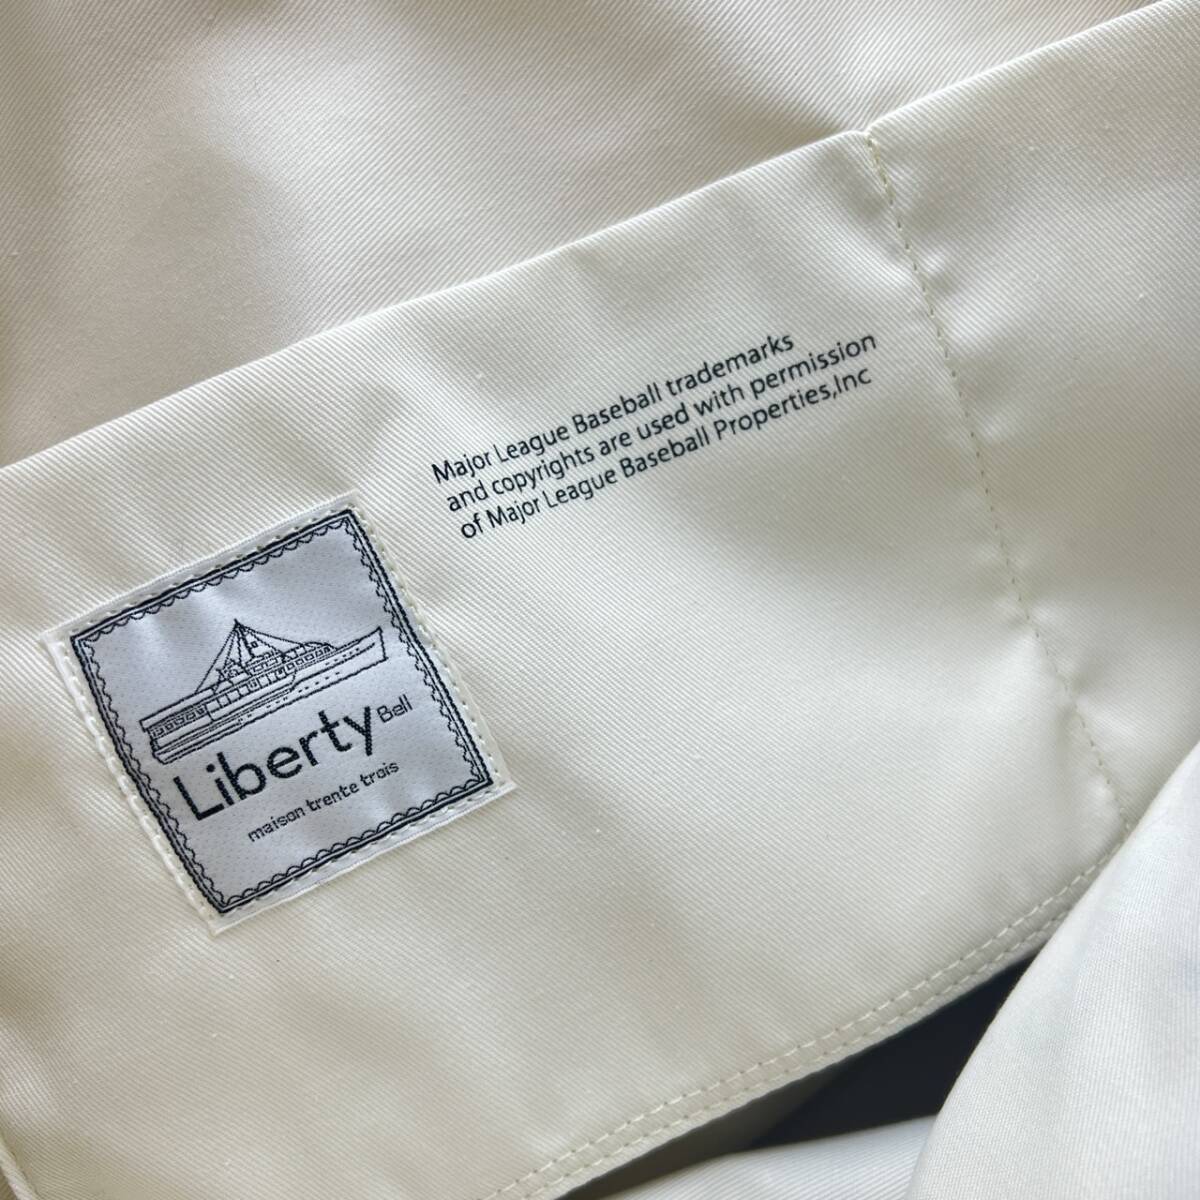 Major League Baseball trademarks
and copyrights are used with permission
of Major League Baseball Properties,Inc
Liberty Bell
maison trente trois